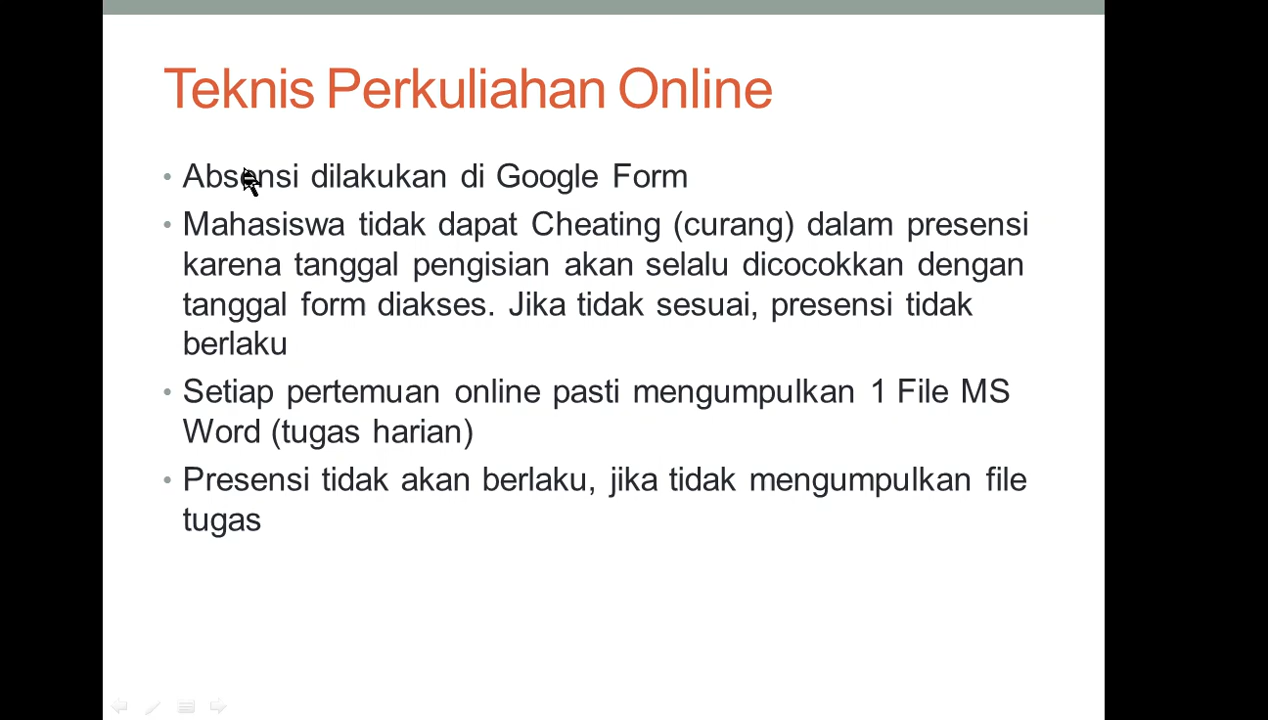 Teknis Perkuliahan Online
• Absensi dilakukan di Google Form
• Mahasiswa tidak dapat Cheating (curang) dalam presensi
karena tanggal pengisian akan selalu dicocokkan dengan
tanggal form diakses. Jika tidak sesuai, presensi tidak
berlaku
• Setiap pertemuan online pasti mengumpulkan 1 File MS
Word (tugas harian)
• Presensi tidak akan berlaku, jika tidak mengumpulkan file
tugas